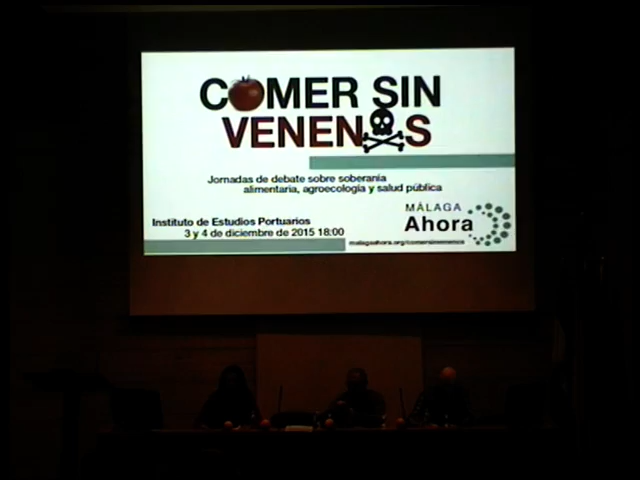 COMER SIN
VENENOS
Jornadas de debate sobre soberanía
alimentaria, agroecología y salud pública
Instituto de Estudios Portuarios
3 y 4 de diciembre de 2015 18:00
MÁLAGA
Ahora
malagaahora.org/comersinvenenos